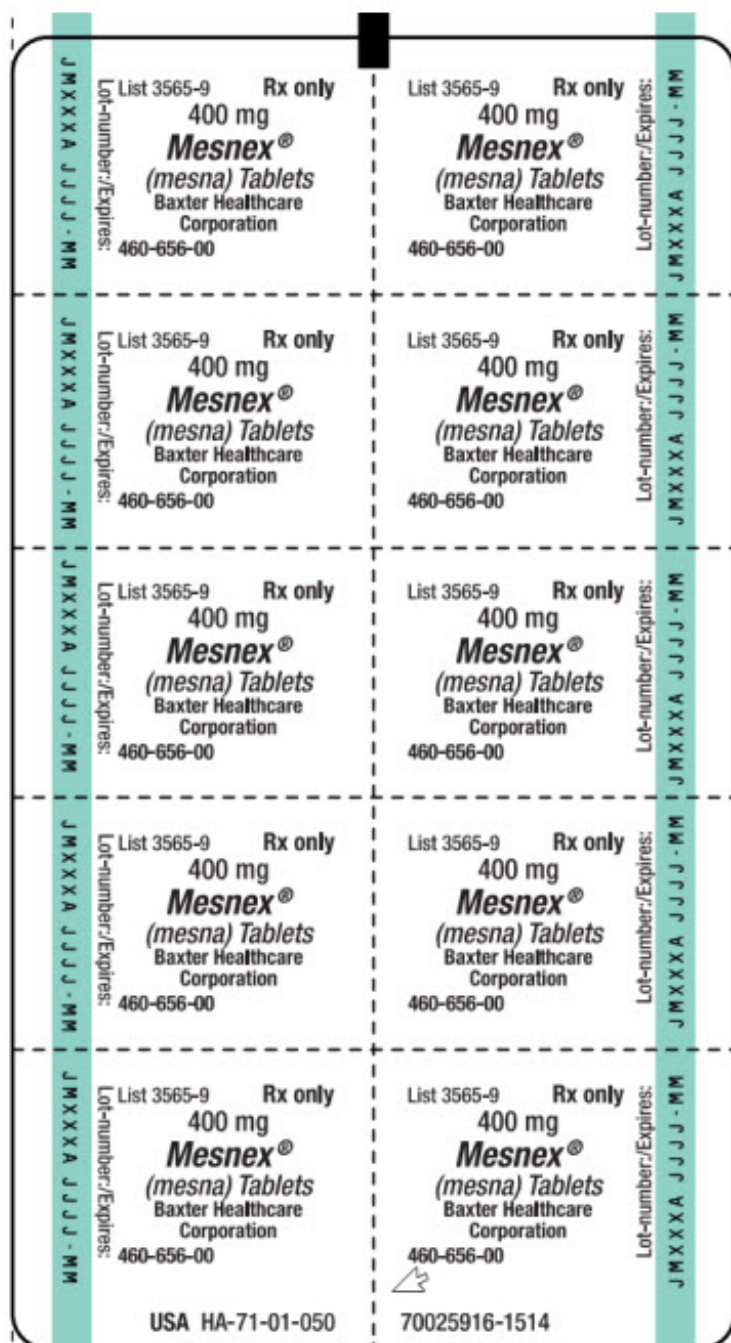 JMXXXA JJJJ-MM
Lot-number:/Expires:
List 3565-9 Rx only
400 mg
Mesnex®
(mesna) Tablets
Baxter Healthcare
Corporation
460-656-00
List 3565-9 Rx only
400 mg
Mesnex®
(mesna) Tablets
Baxter Healthcare
Corporation
460-656-00
Lot-number:/Expires:
JMXXXA JJJJ-MM
JMXXXA JJJJ-MM
Lot-number:/Expires:
List 3565-9 Rx only
400 mg
Mesnex®
(mesna) Tablets
Baxter Healthcare
Corporation
460-656-00
List 3565-9 Rx only
400 mg
Mesnex®
(mesna) Tablets
Baxter Healthcare
Corporation
460-656-00
Lot-number:/Expires:
JMXXXA JJJJ-MM
JMXXXA JJJJ-MM
Lot-number:/Expires:
List 3565-9 Rx only
400 mg
Mesnex®
(mesna) Tablets
Baxter Healthcare
Corporation
460-656-00
List 3565-9 Rx only
400 mg
Mesnex®
(mesna) Tablets
Baxter Healthcare
Corporation
460-656-00
Lot-number:/Expires:
JMXXXA JJJJ-MM
JMXXXA JJJJ-MM
Lot-number:/Expires:
List 3565-9 Rx only
400 mg
Mesnex®
(mesna) Tablets
Baxter Healthcare
Corporation
460-656-00
List 3565-9 Rx only
400 mg
Mesnex®
(mesna) Tablets
Baxter Healthcare
Corporation
460-656-00
Lot-number:/Expires:
JMXXXA JJJJ-MM
JMXXXA JJJJ-MM
Lot-number:/Expires:
List 3565-9 Rx only
400 mg
Mesnex®
(mesna) Tablets
Baxter Healthcare
Corporation
460-656-00
List 3565-9 Rx only
400 mg
Mesnex®
(mesna) Tablets
Baxter Healthcare
Corporation
460-656-00
Lot-number:/Expires:
JMXXXA JJJJ-MM
USA HA-71-01-050 70025916-1514